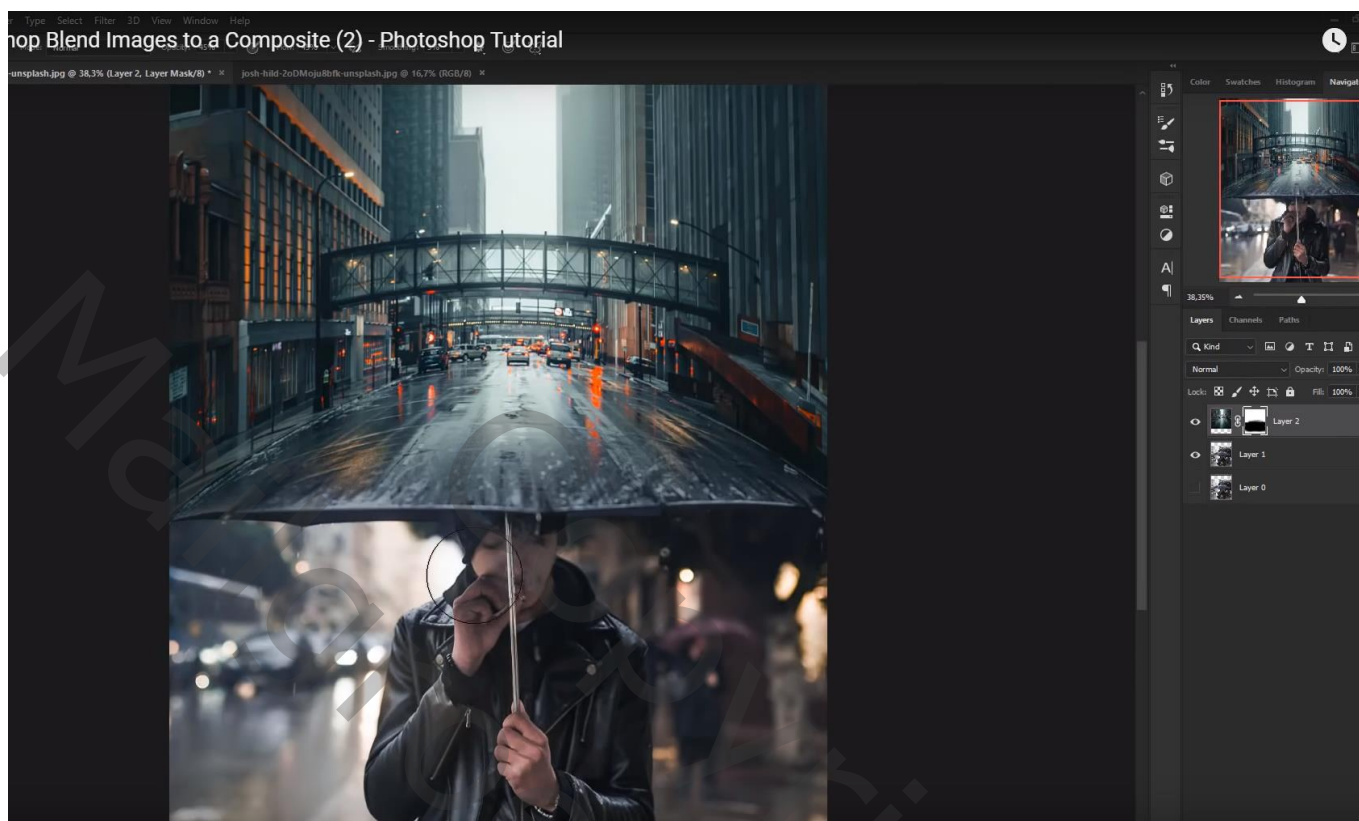 Type Select Filter 3D View Window Help
hop Blend Images to a Composite (2) - Photoshop Tutorial
-unsplash.jpg @ 38,3% (Layer 2, Layer Mask/8) * × josh-hild-2oDMoju8bfk-unsplash.jpg @ 16,7% (RGB/8) ×
Color Swatches Histogram Navigat
38,35%
Layers Channels Paths
Kind
Normal Opacity: 100%
Lock: Fill: 100%
Layer 2
Layer 1
Layer 0